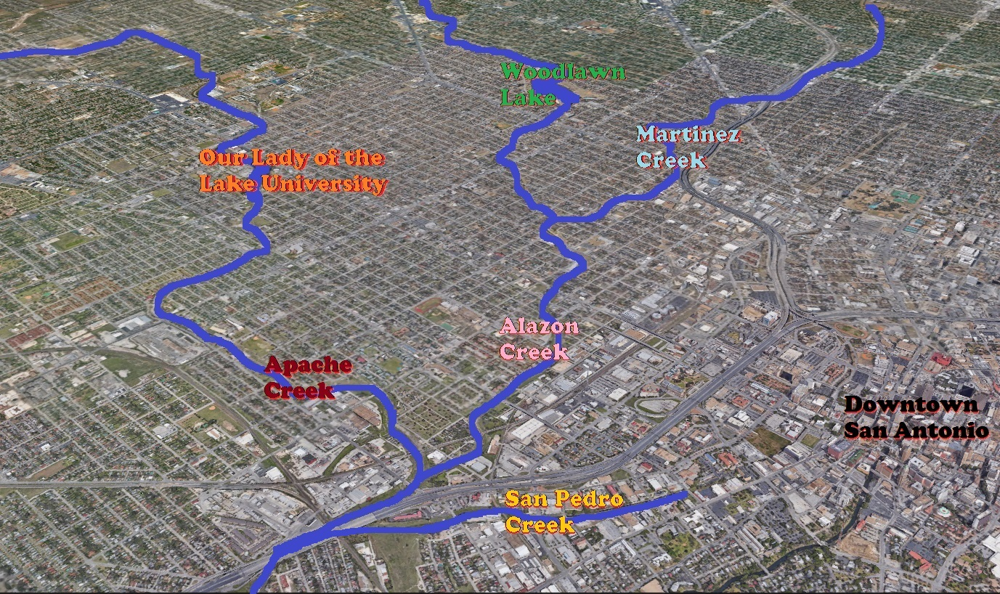 Woodlawn
Lake
Martinez
Creek
Our Lady of the
Lake University
Alazon
Creek
Apache
Creek
Downtown
San Antonio
San Pedro
Creek